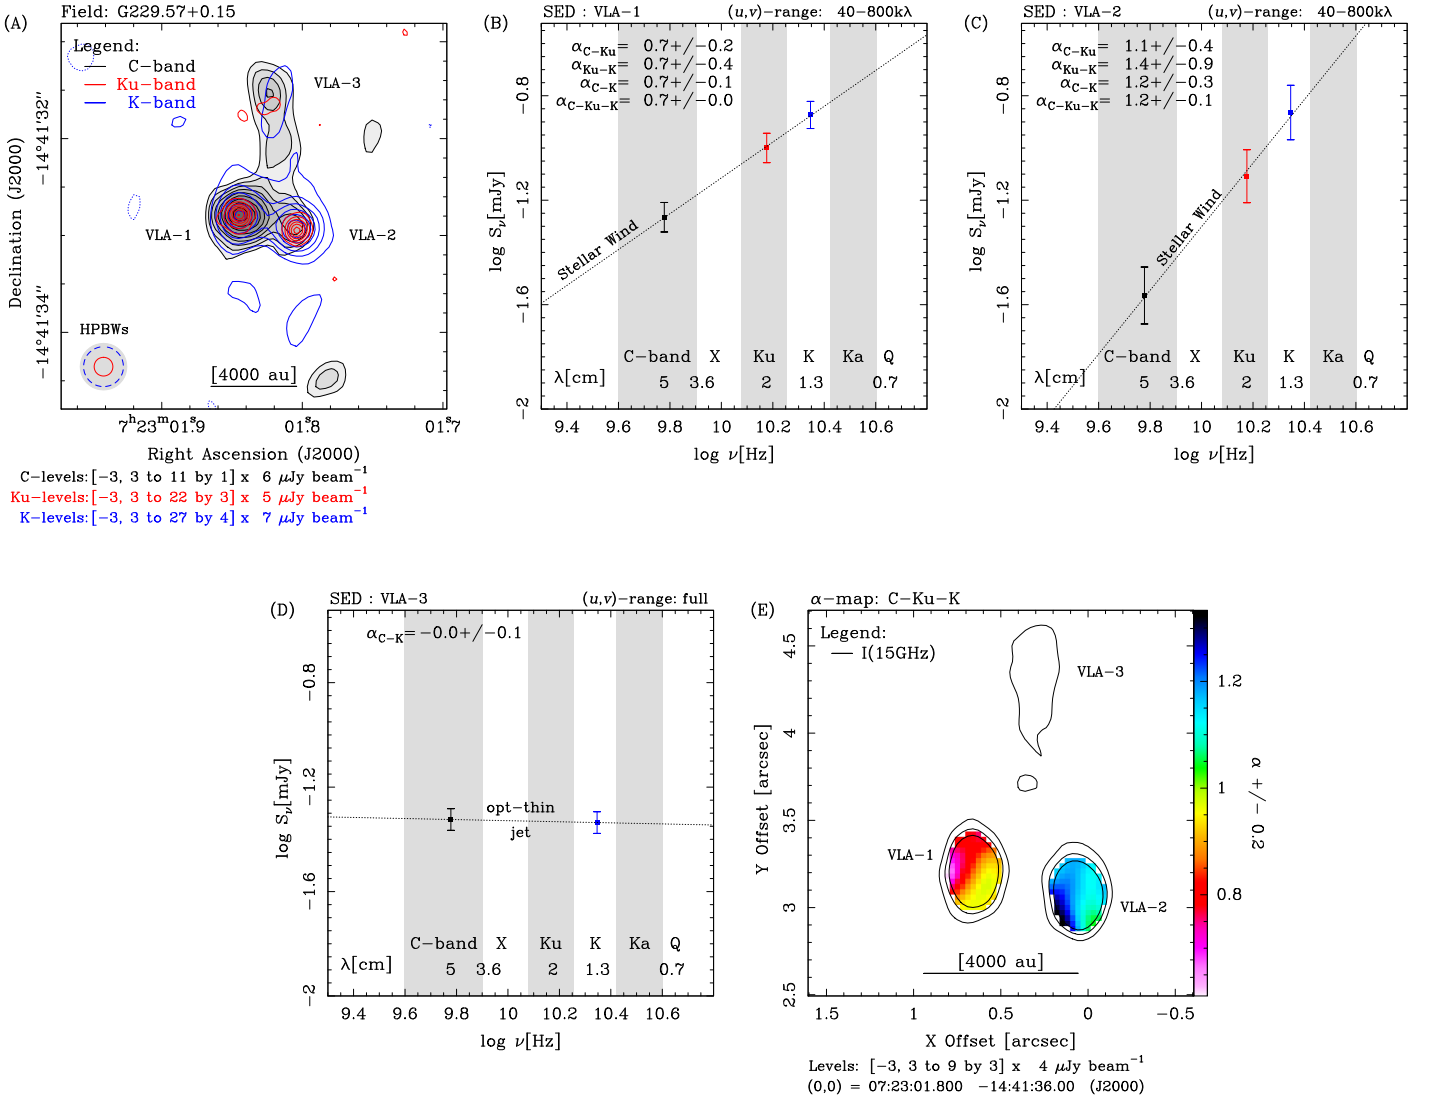 (A)
Field: G229.57+0.15
Legend:
C-band
Ku-band
K-band
VLA-3
VLA-1
VLA-2
HPBWs
[4000 au]
−14°41′32″
−14°41′34″
Declination (J2000)
7ʰ23ᵐ01ˢ.9
01ˢ.8
01ˢ.7
Right Ascension (J2000)
C-levels:[-3, 3 to 11 by 1] x 6 μJy beam⁻¹
Ku-levels:[-3, 3 to 22 by 3] x 5 μJy beam⁻¹
K-levels:[-3, 3 to 27 by 4] x 7 μJy beam⁻¹
(B)
SED : VLA-1 (u,v)-range: 40-800kλ
α_C-Ku= 0.7+/-0.2
α_Ku-K= 0.7+/-0.4
α_C-K= 0.7+/-0.1
α_C-Ku-K= 0.7+/-0.0
Stellar Wind
C-band X Ku K Ka Q
λ[cm] 5 3.6 2 1.3 0.7
-0.8
-1.2
-1.6
-2
log Sν[mJy]
9.4 9.6 9.8 10 10.2 10.4 10.6
log ν[Hz]
(C)
SED : VLA-2 (u,v)-range: 40-800kλ
α_C-Ku= 1.1+/-0.4
α_Ku-K= 1.4+/-0.9
α_C-K= 1.2+/-0.3
α_C-Ku-K= 1.2+/-0.1
Stellar Wind
C-band X Ku K Ka Q
λ[cm] 5 3.6 2 1.3 0.7
-0.8
-1.2
-1.6
-2
log Sν[mJy]
9.4 9.6 9.8 10 10.2 10.4 10.6
log ν[Hz]
(D)
SED : VLA-3 (u,v)-range: full
α_C-K= -0.0+/-0.1
opt-thin
jet
C-band X Ku K Ka Q
λ[cm] 5 3.6 2 1.3 0.7
-0.8
-1.2
-1.6
-2
log Sν[mJy]
9.4 9.6 9.8 10 10.2 10.4 10.6
log ν[Hz]
(E)
α-map: C-Ku-K
Legend:
I(15GHz)
VLA-3
VLA-1
VLA-2
[4000 au]
4.5
4
3.5
3
2.5
Y Offset [arcsec]
1.5 1 0.5 0 -0.5
X Offset [arcsec]
1.2
1
0.8
α +/- 0.2
Levels: [-3, 3 to 9 by 3] x 4 μJy beam⁻¹
(0,0) = 07:23:01.800 -14:41:36.00 (J2000)